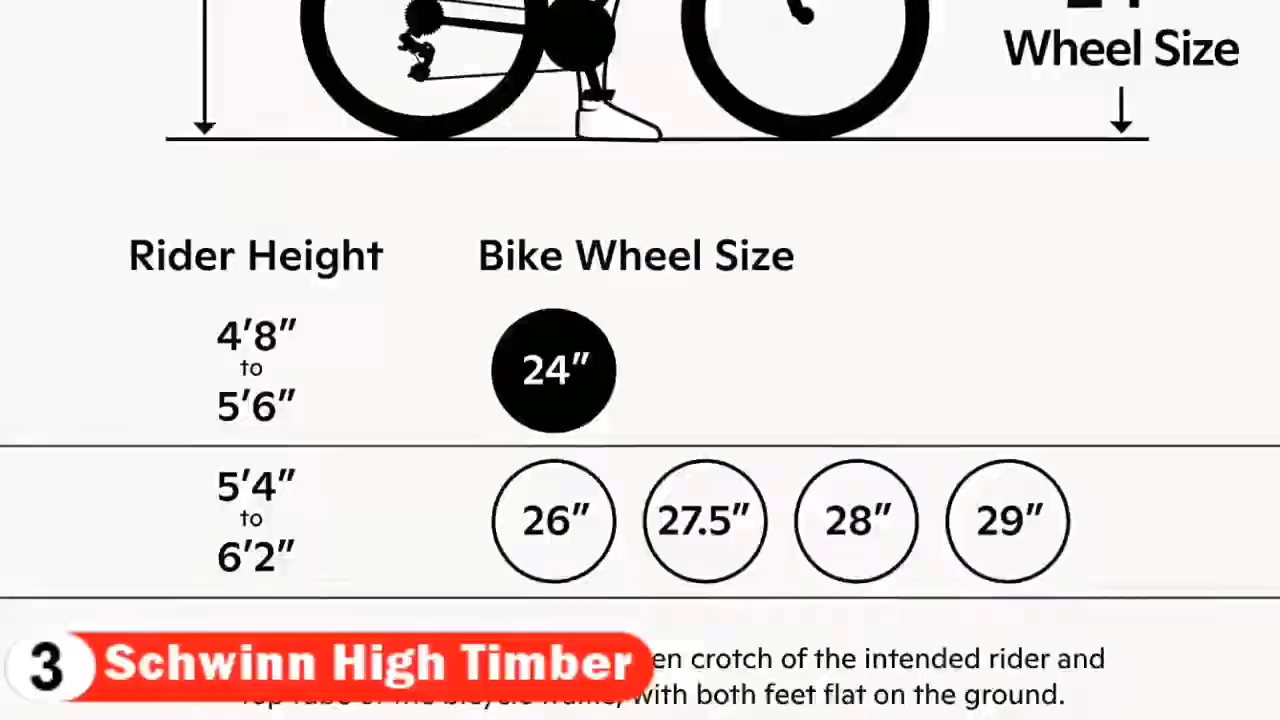 Wheel Size
Rider Height Bike Wheel Size
4'8"
to
5'6"
24"
5'4"
to
6'2"
26" 27.5" 28" 29"
3 Schwinn High Timber
en crotch of the intended rider and
with both feet flat on the ground.